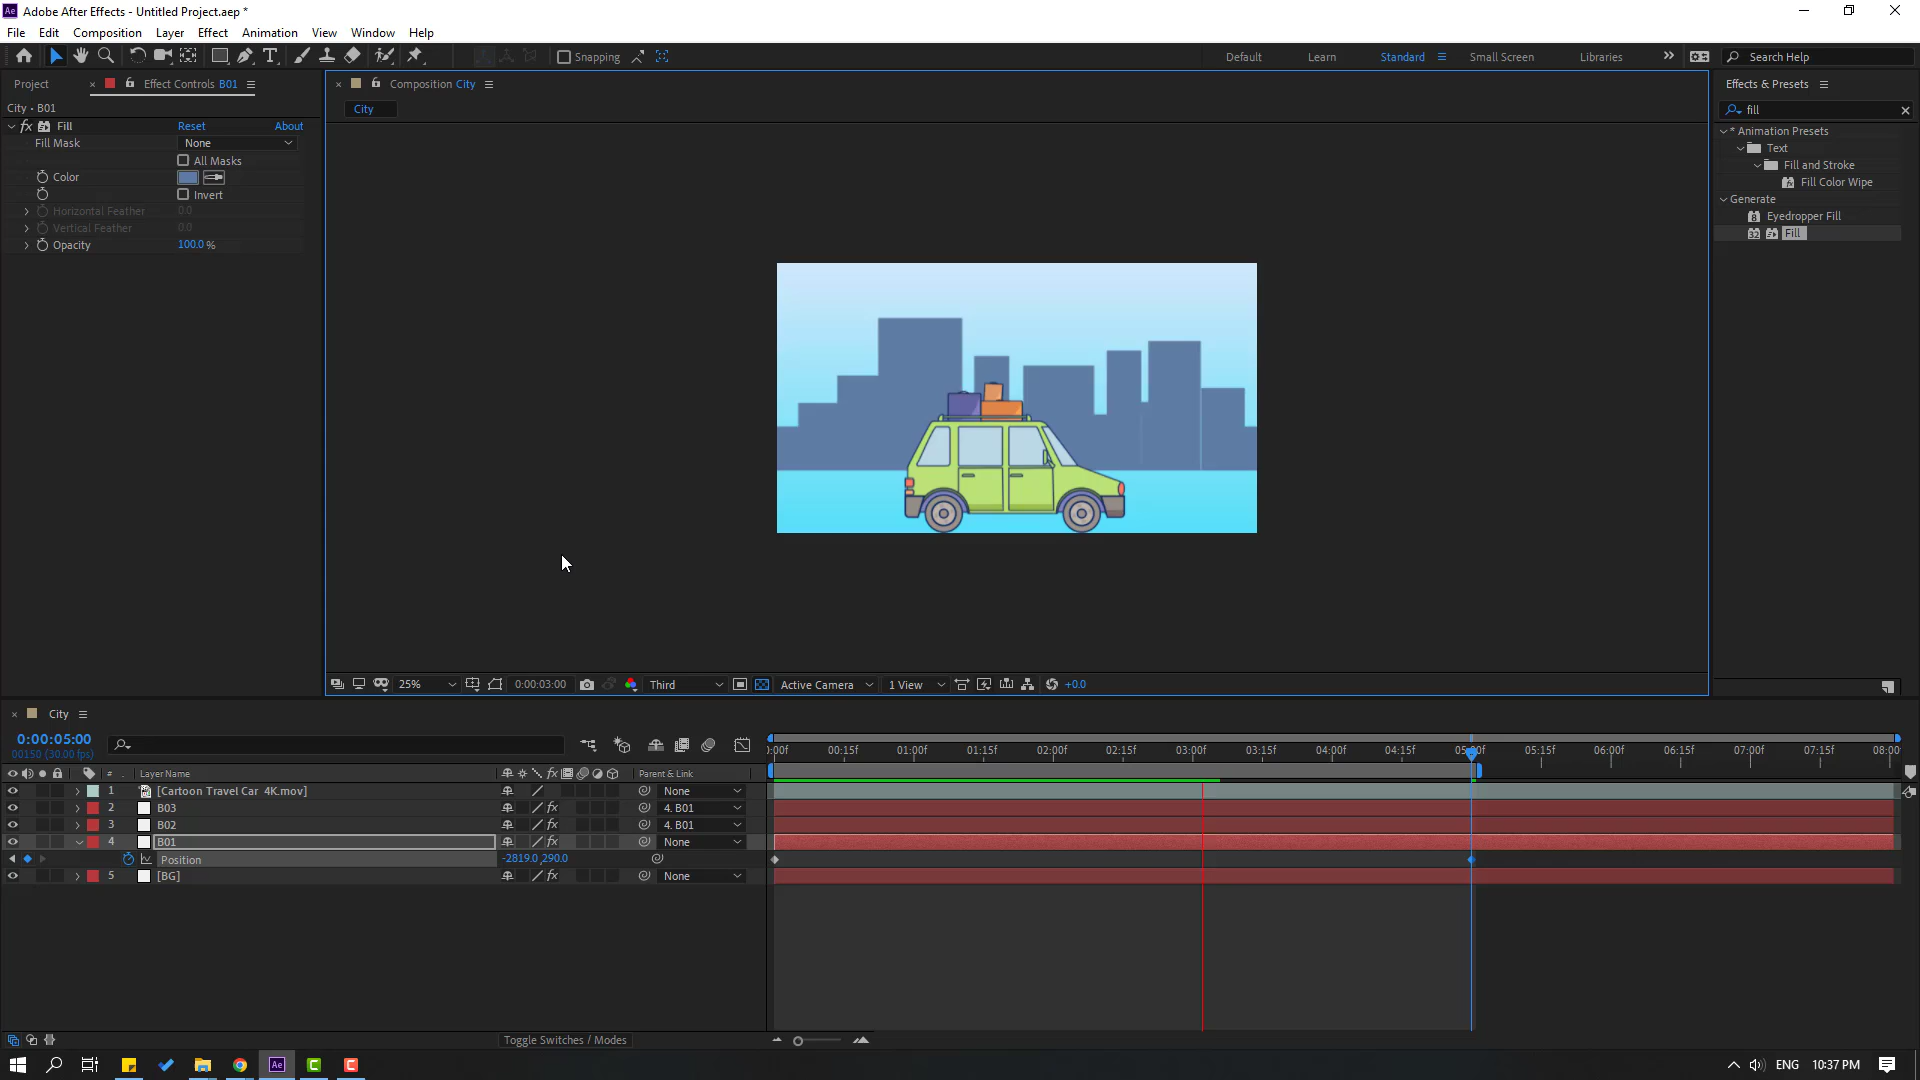 Adobe After Effects - Untitled Project.aep *
File Edit Composition Layer Effect Animation View Window Help
Snapping Default Learn Standard Small Screen Libraries Search Help
Project Effect Controls B01 Composition City Effects & Presets
City • B01
City
fill
fx Fill Reset About
Fill Mask None
All Masks
Color
Invert
Horizontal Feather 0.0
Vertical Feather 0.0
Opacity 100.0 %
* Animation Presets
Text
Fill and Stroke
Fill Color Wipe
Generate
Eyedropper Fill
Fill
25% 0:00:03:00 Third Active Camera 1 View +0.0
City
0:00:05:00
00150 (30.00 fps)
:00f 00:15f 01:00f 01:15f 02:00f 02:15f 03:00f 03:15f 04:00f 04:15f 05:00f 05:15f 06:00f 06:15f 07:00f 07:15f 08:00
# Layer Name Parent & Link
1 [Cartoon Travel Car 4K.mov] None
2 B03 4. B01
3 B02 4. B01
4 B01 None
Position -2819.0,290.0
5 [BG] None
Toggle Switches / Modes
Ae ENG 10:37 PM